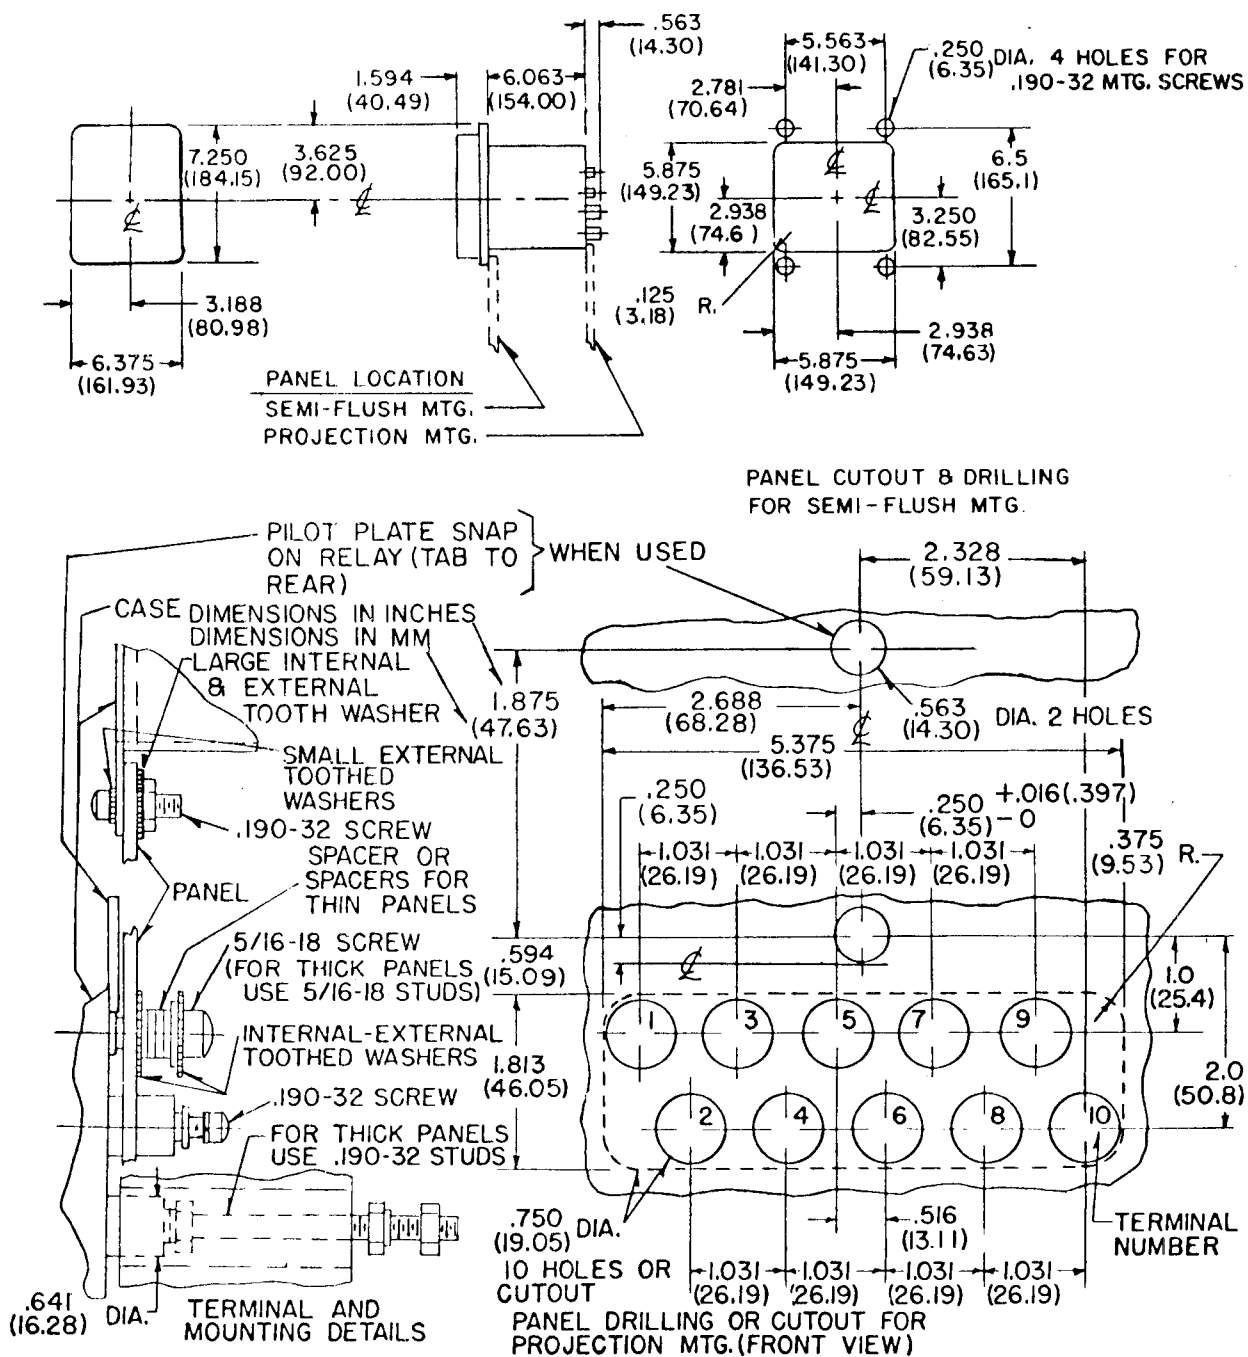 .563
(14.30)
1.594
(40.49)
6.063
(154.00)
5.563
(141.30)
.250 DIA. 4 HOLES FOR
(6.35) .190-32 MTG. SCREWS
2.781
(70.64)
7.250
(184.15)
3.625
(92.00)
5.875
(149.23)
6.5
(165.1)
2.938
(74.6)
3.250
(82.55)
3.188
(80.98)
.125 R.
(3.18)
2.938
(74.63)
6.375
(161.93)
5.875
(149.23)
PANEL LOCATION
SEMI-FLUSH MTG.
PROJECTION MTG.
PANEL CUTOUT & DRILLING
FOR SEMI-FLUSH MTG.
PILOT PLATE SNAP
ON RELAY (TAB TO
REAR)
WHEN USED
2.328
(59.13)
CASE
DIMENSIONS IN INCHES
DIMENSIONS IN MM
LARGE INTERNAL
& EXTERNAL
TOOTH WASHER
1.875
(47.63)
2.688
(68.28)
.563 DIA. 2 HOLES
(14.30)
5.375
(136.53)
SMALL EXTERNAL
TOOTHED
WASHERS
.250
(6.35)
.250 +.016(.397)
(6.35) -0
.190-32 SCREW
1.031 1.031 1.031 1.031
(26.19) (26.19) (26.19) (26.19)
.375 R.
(9.53)
SPACER OR
SPACERS FOR
THIN PANELS
PANEL
5/16-18 SCREW
(FOR THICK PANELS
USE 5/16-18 STUDS)
.594
(15.09)
1.0
(25.4)
1 3 5 7 9
INTERNAL-EXTERNAL
TOOTHED WASHERS
1.813
(46.05)
2.0
(50.8)
.190-32 SCREW
2 4 6 8 10
FOR THICK PANELS
USE .190-32 STUDS
.750 DIA.
(19.05)
10 HOLES OR
CUTOUT
.516
(13.11)
TERMINAL
NUMBER
1.031 1.031 1.031 1.031
(26.19) (26.19) (26.19) (26.19)
.641 DIA.
(16.28)
TERMINAL AND
MOUNTING DETAILS
PANEL DRILLING OR CUTOUT FOR
PROJECTION MTG. (FRONT VIEW)